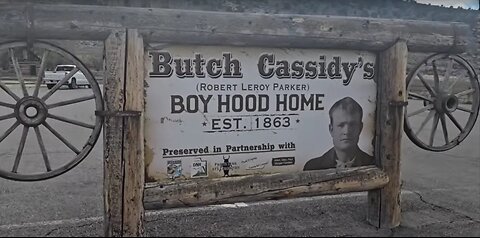 Butch Cassidy's
(ROBERT LEROY PARKER)
BOY HOOD HOME
EST. 1863
Preserved in Partnership with